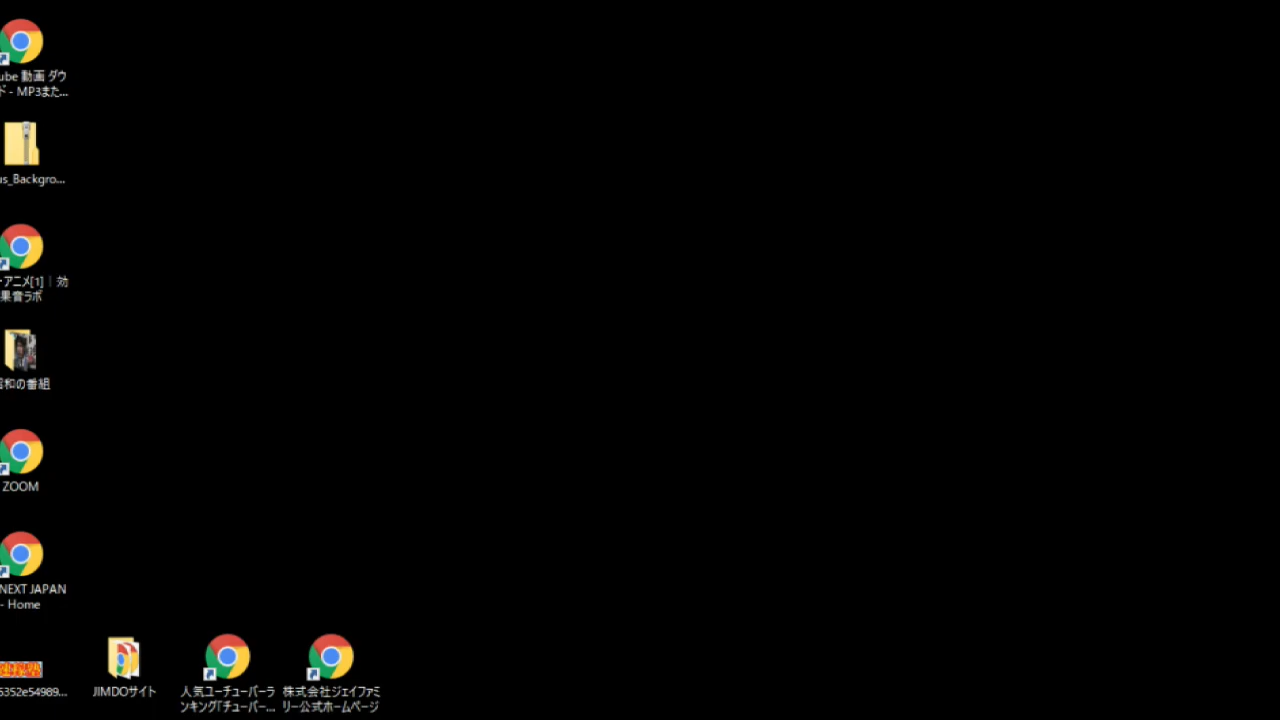 ube 動画 ダウ
ド - MP3また...
us_Backgro...
・アニメ[1]｜効
果音ラボ
昭和の番組
ZOOM
NEXT JAPAN
- Home
5352e54989...
JIMDOサイト
人気ユーチューバーラ
ンキング「チューバー...
株式会社ジェイファミ
リー公式ホームページ